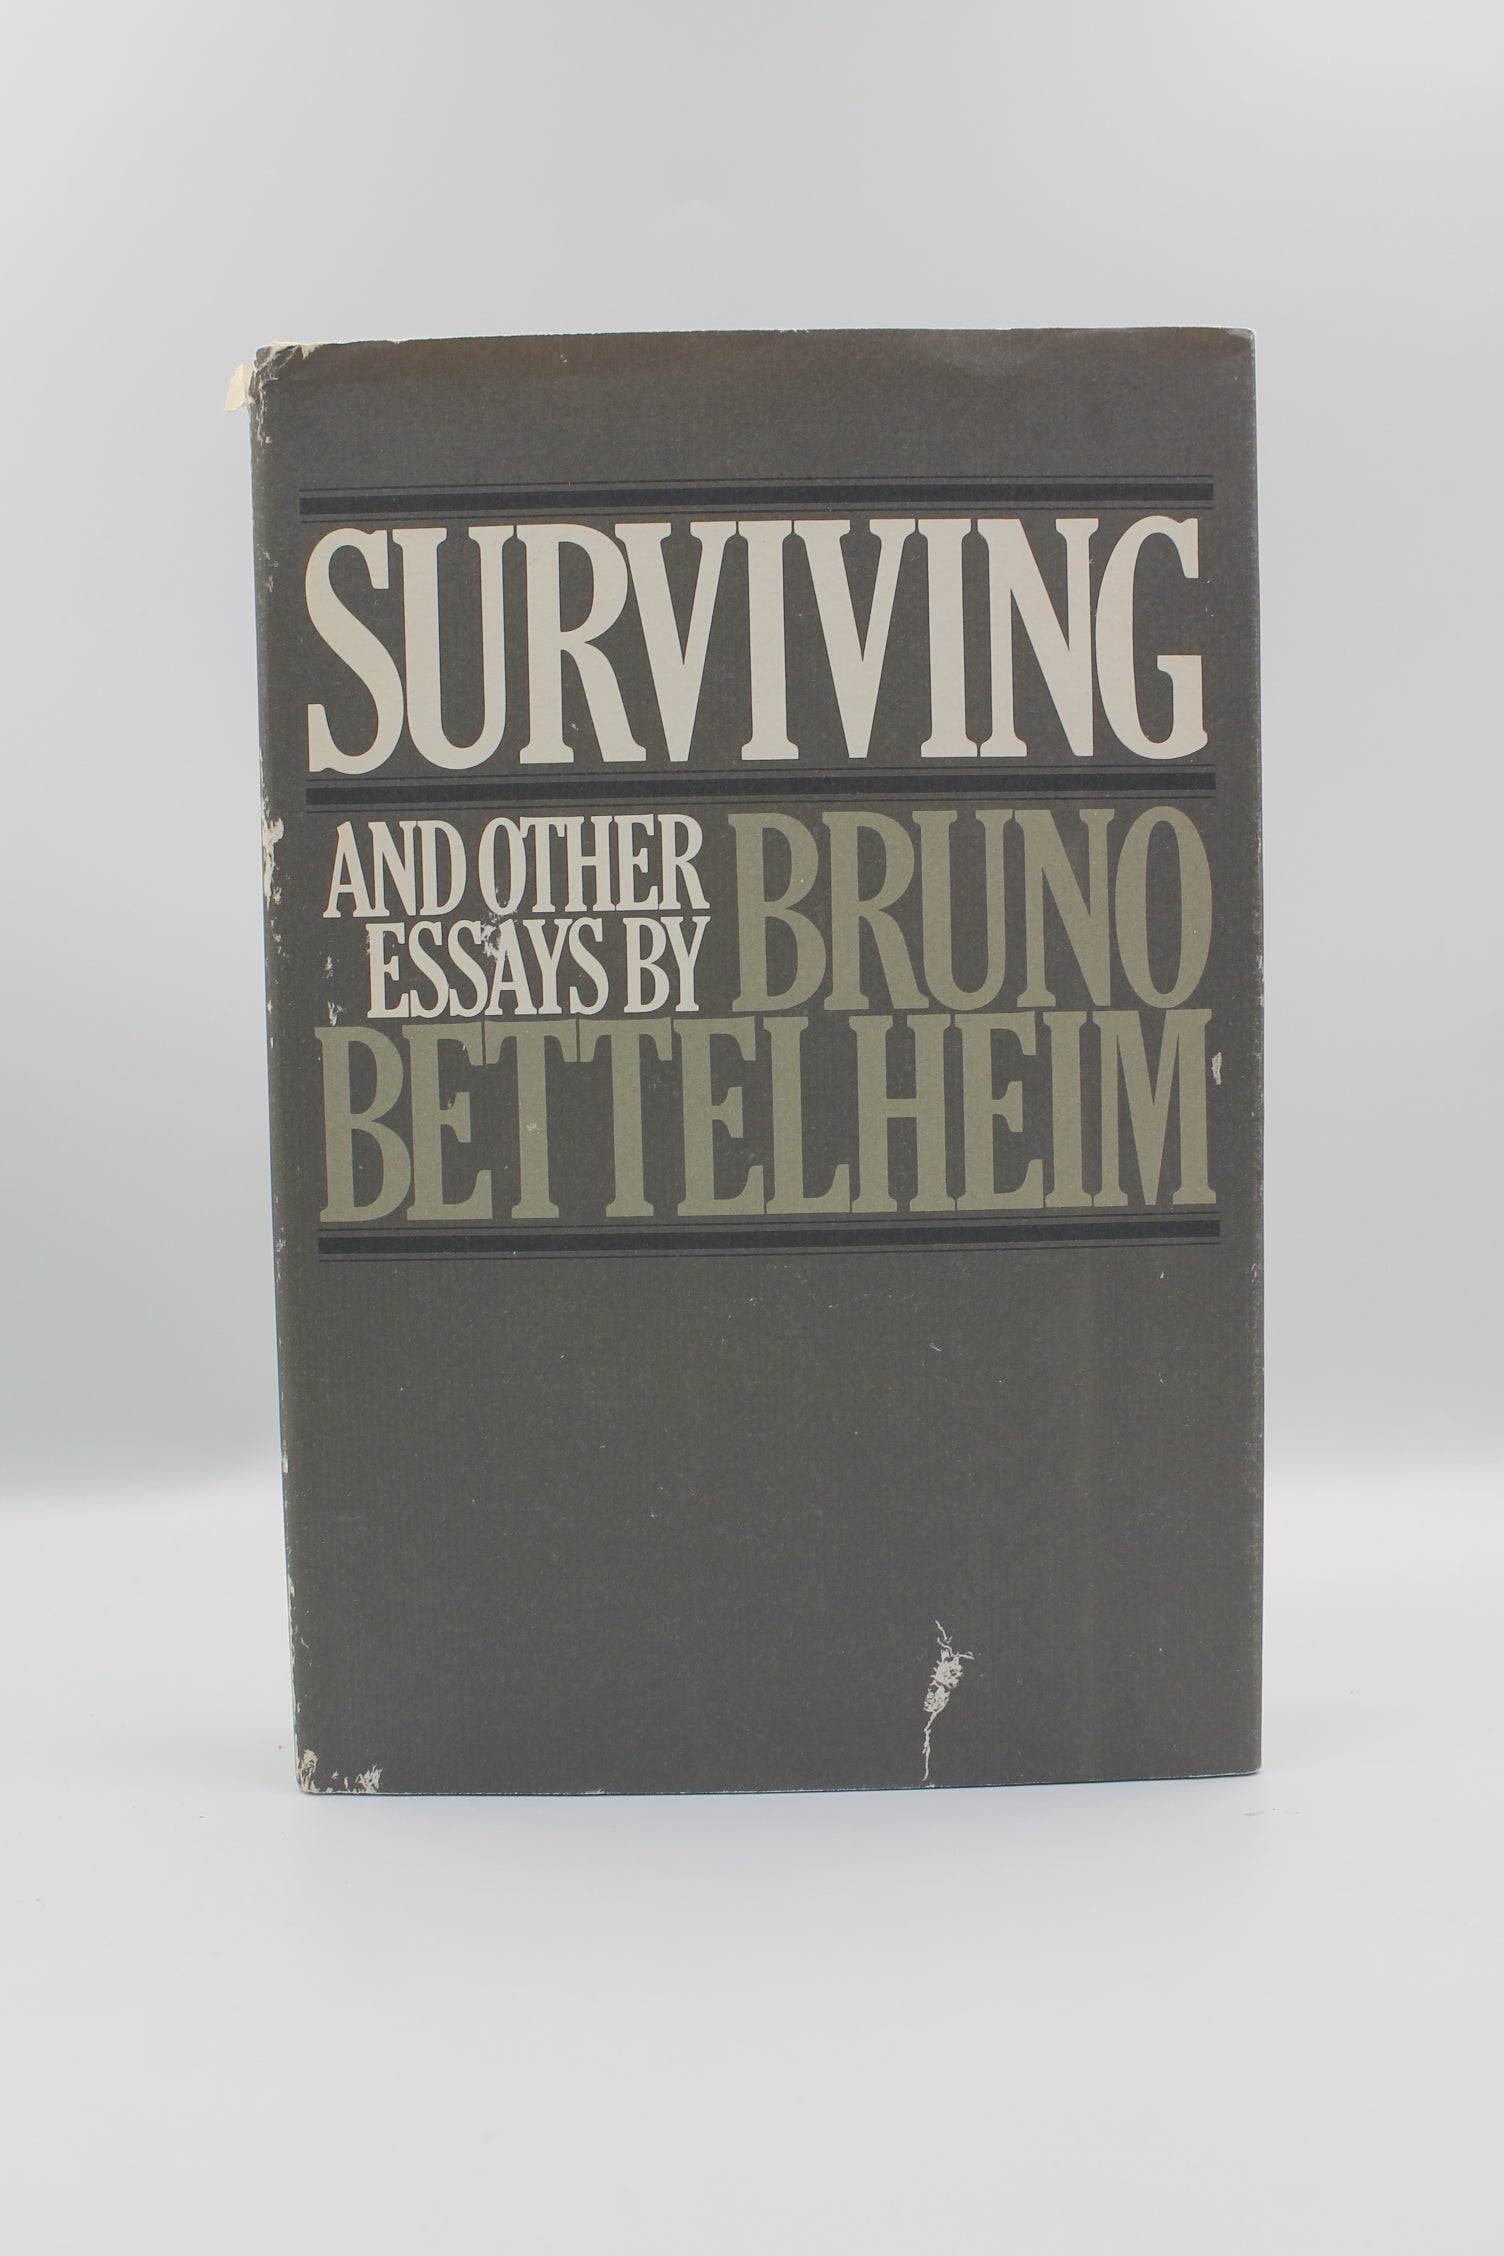 SURVIVING
AND OTHER
ESSAYS BY
BRUNO
BETTELHEIM